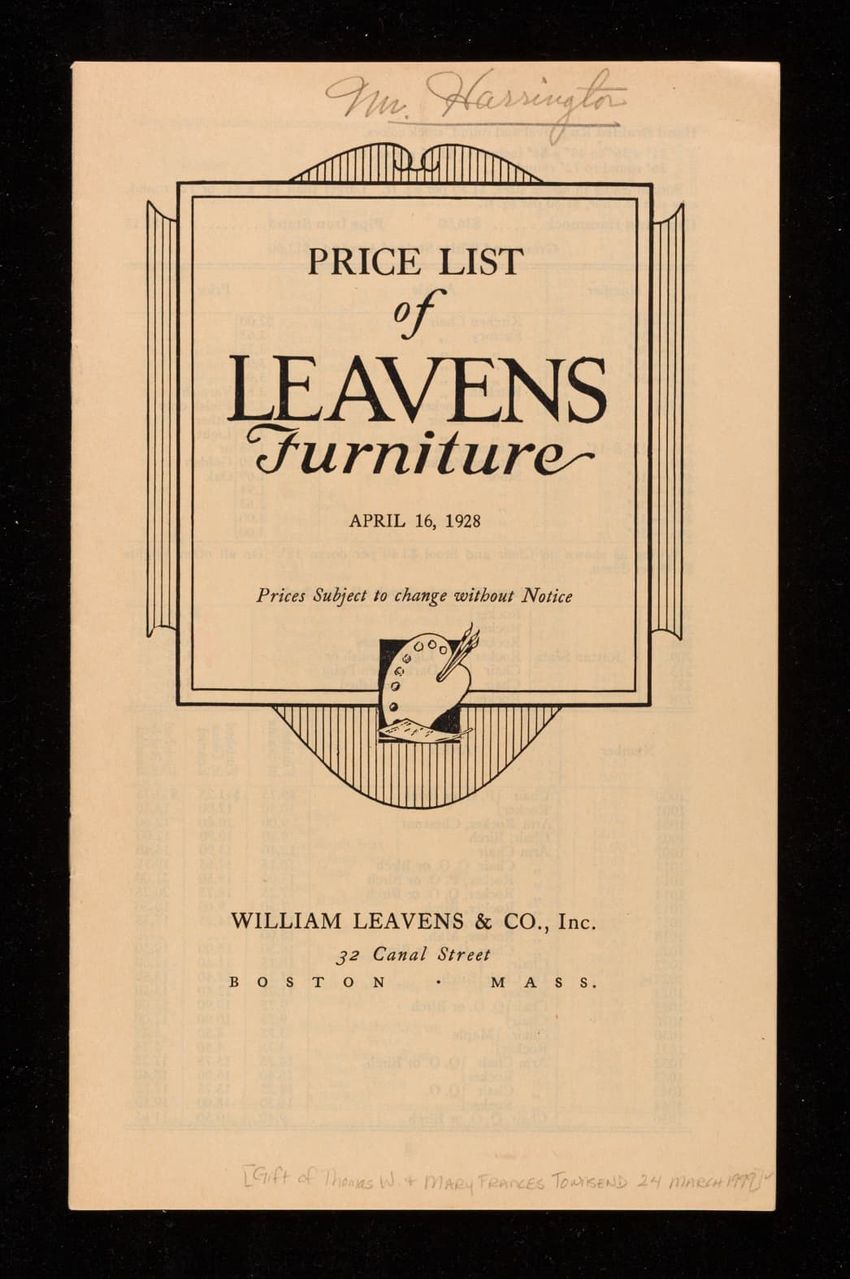 Mr. Harrington
PRICE LIST
of
LEAVENS
Furniture
APRIL 16, 1928
Prices Subject to change without Notice
WILLIAM LEAVENS & CO., Inc.
32 Canal Street
BOSTON · MASS.
[Gift of Thomas W. & MARY FRANCES TOWNSEND 24 MARCH 1999]